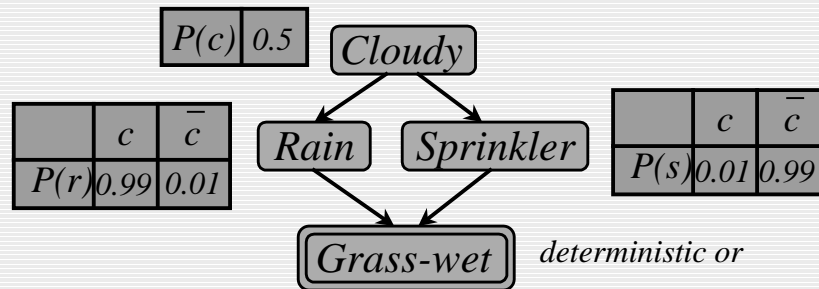 P(c) 0.5
Cloudy
c c̄
P(r) 0.99 0.01
Rain
Sprinkler
c c̄
P(s) 0.01 0.99
Grass-wet
deterministic or